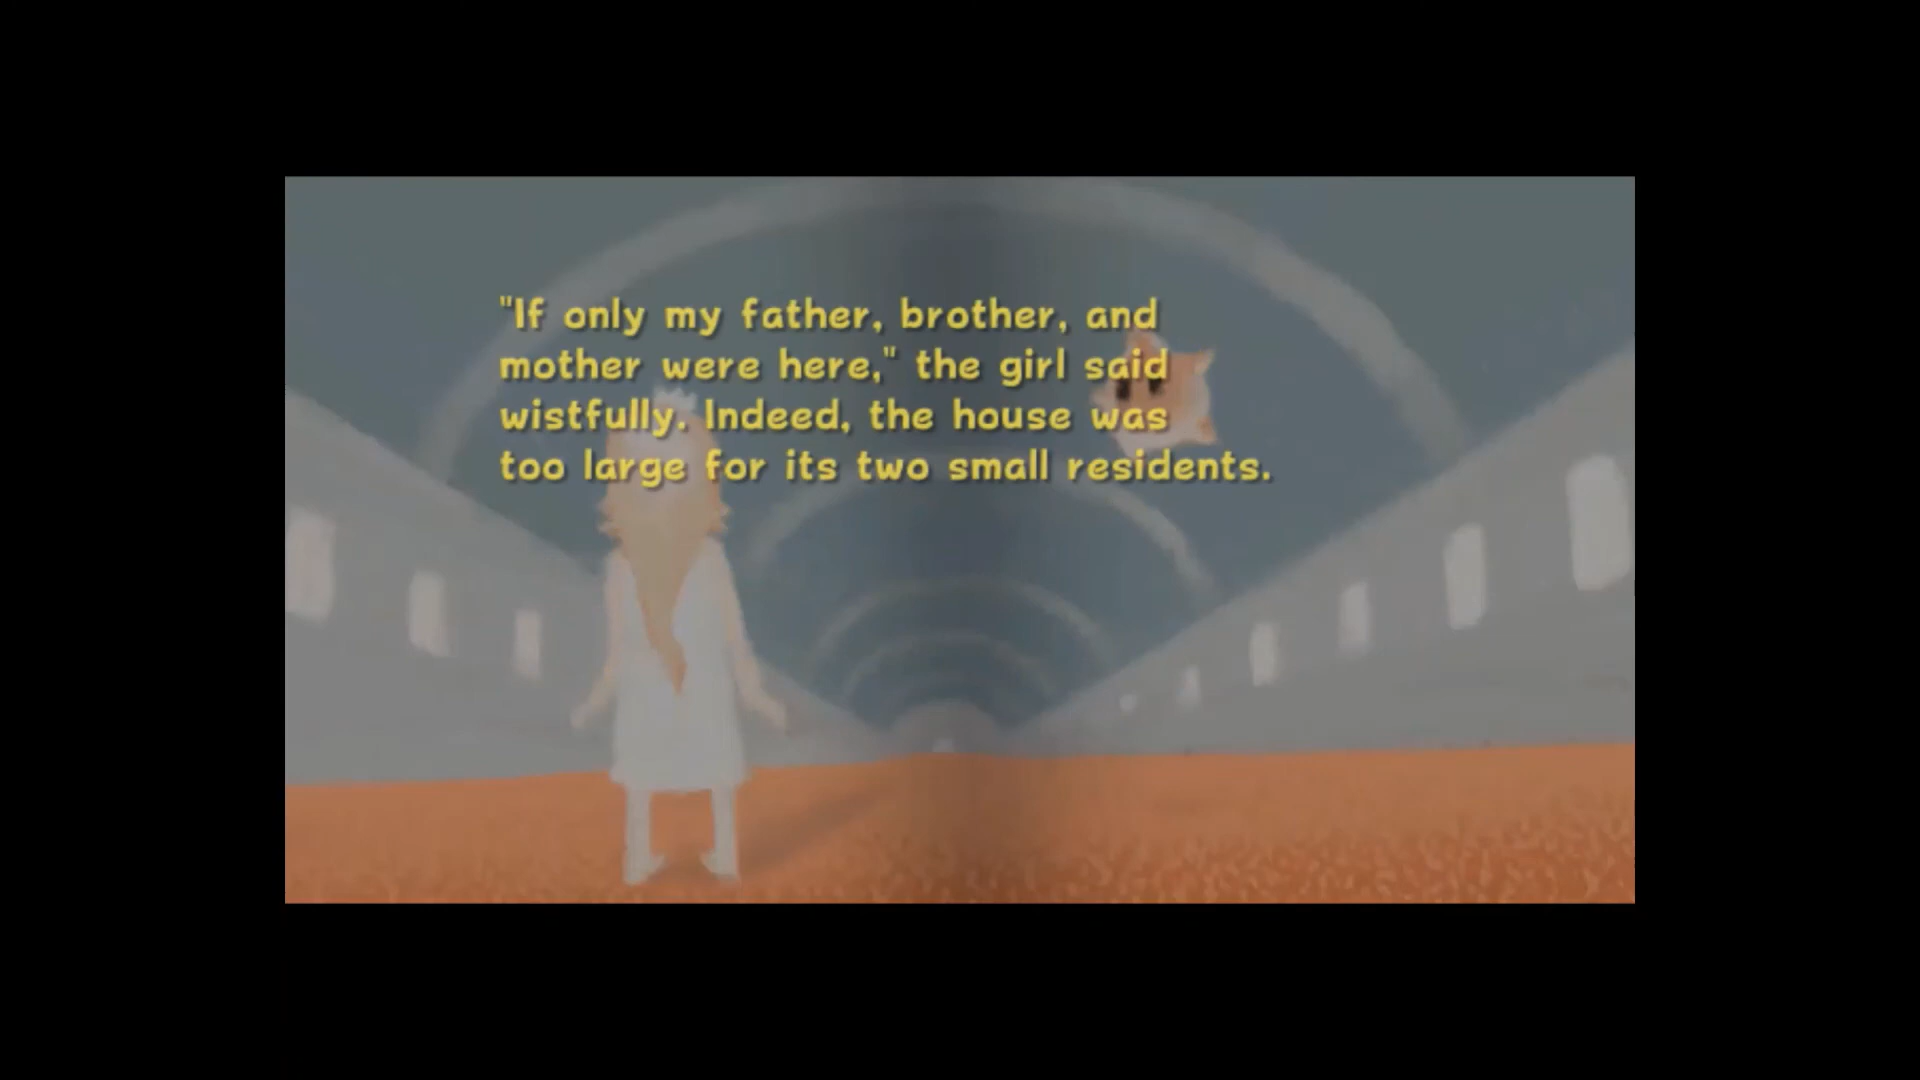 "If only my father, brother, and
mother were here," the girl said
wistfully. Indeed, the house was
too large for its two small residents.